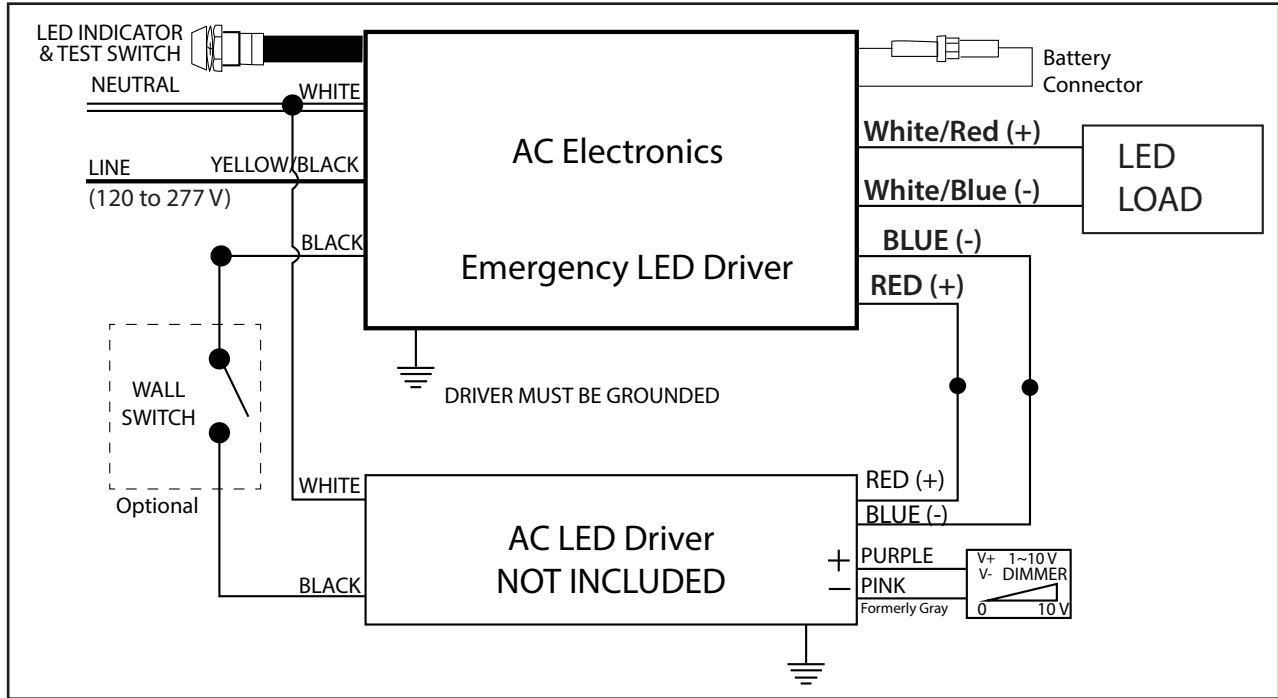 LED INDICATOR
& TEST SWITCH
NEUTRAL
WHITE
LINE
YELLOW/BLACK
(120 to 277 V)
BLACK
AC Electronics
Emergency LED Driver
Battery
Connector
White/Red (+)
White/Blue (-)
LED
LOAD
BLUE (-)
RED (+)
WALL
SWITCH
Optional
DRIVER MUST BE GROUNDED
WHITE
BLACK
AC LED Driver
NOT INCLUDED
RED (+)
BLUE (-)
+ PURPLE
− PINK
Formerly Gray
V+ 1~10 V
V- DIMMER
0 10 V